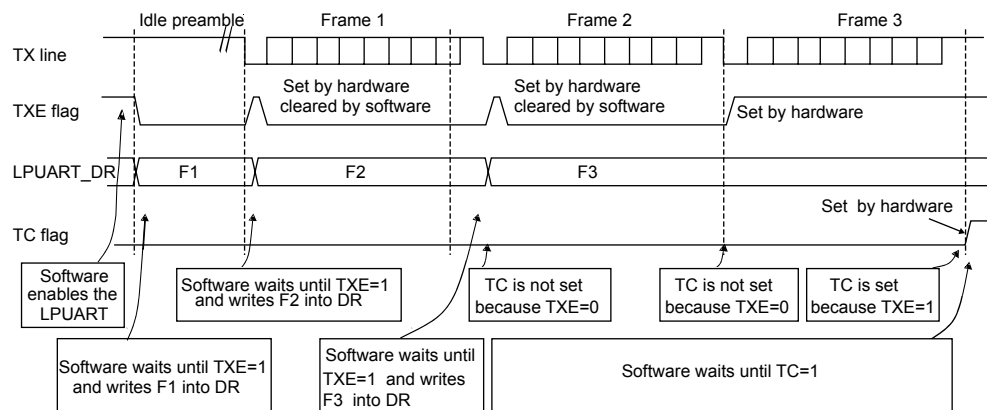 Idle preamble
Frame 1
Frame 2
Frame 3
TX line
Set by hardware
cleared by software
Set by hardware
cleared by software
TXE flag
Set by hardware
LPUART_DR
F1
F2
F3
Set by hardware
TC flag
Software
enables the
LPUART
Software waits until TXE=1
and writes F2 into DR
TC is not set
because TXE=0
TC is not set
because TXE=0
TC is set
because TXE=1
Software waits until TXE=1
and writes F1 into DR
Software waits until
TXE=1 and writes
F3 into DR
Software waits until TC=1